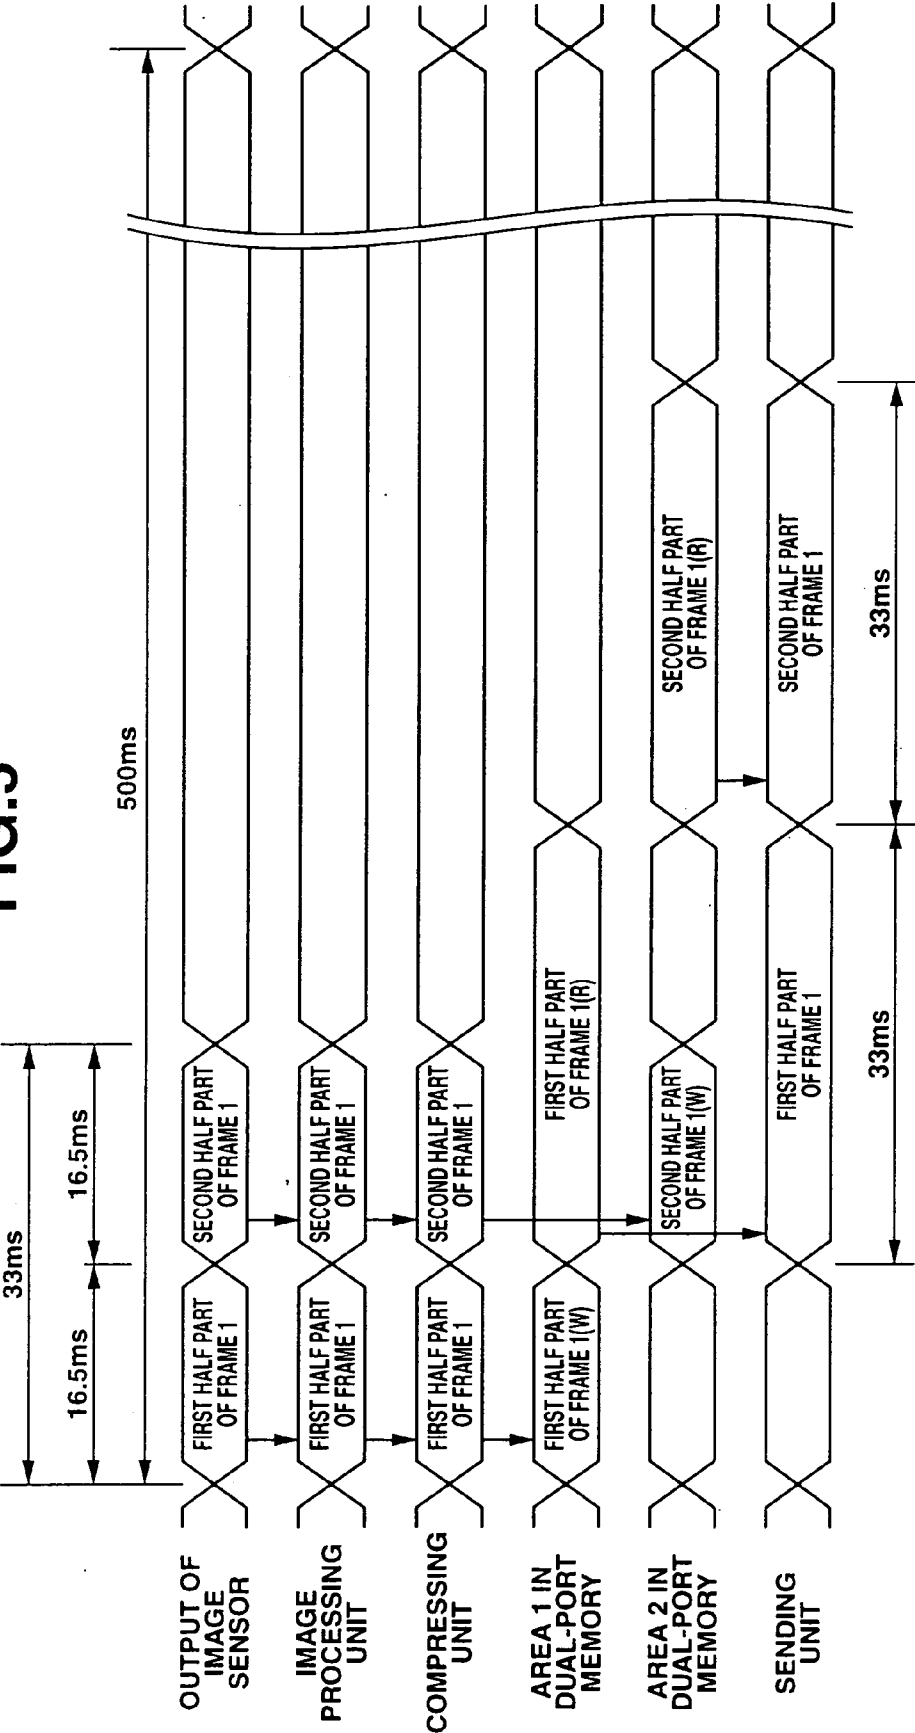 33ms
16.5ms
16.5ms
500ms
OUTPUT OF
IMAGE
SENSOR
FIRST HALF PART
OF FRAME 1
SECOND HALF PART
OF FRAME 1
IMAGE
PROCESSING
UNIT
FIRST HALF PART
OF FRAME 1
SECOND HALF PART
OF FRAME 1
COMPRESSING
UNIT
FIRST HALF PART
OF FRAME 1
SECOND HALF PART
OF FRAME 1
AREA 1 IN
DUAL-PORT
MEMORY
FIRST HALF PART
OF FRAME 1(W)
FIRST HALF PART
OF FRAME 1(R)
AREA 2 IN
DUAL-PORT
MEMORY
SECOND HALF PART
OF FRAME 1(W)
SECOND HALF PART
OF FRAME 1(R)
SENDING
UNIT
FIRST HALF PART
OF FRAME 1
SECOND HALF PART
OF FRAME 1
33ms
33ms